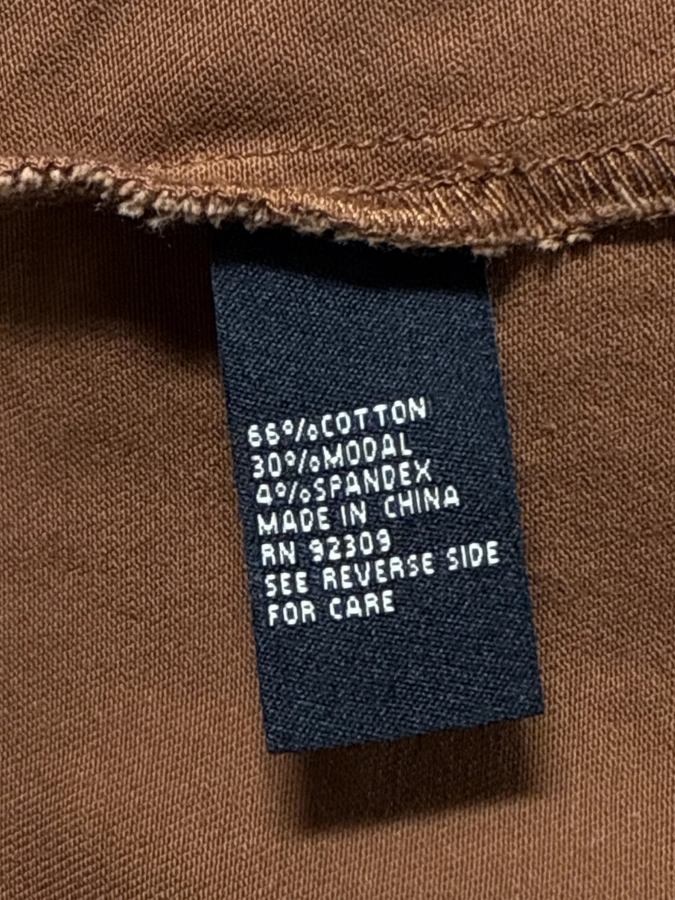 66%COTTON
30%MODAL
4%SPANDEX
MADE IN CHINA
RN 92309
SEE REVERSE SIDE
FOR CARE